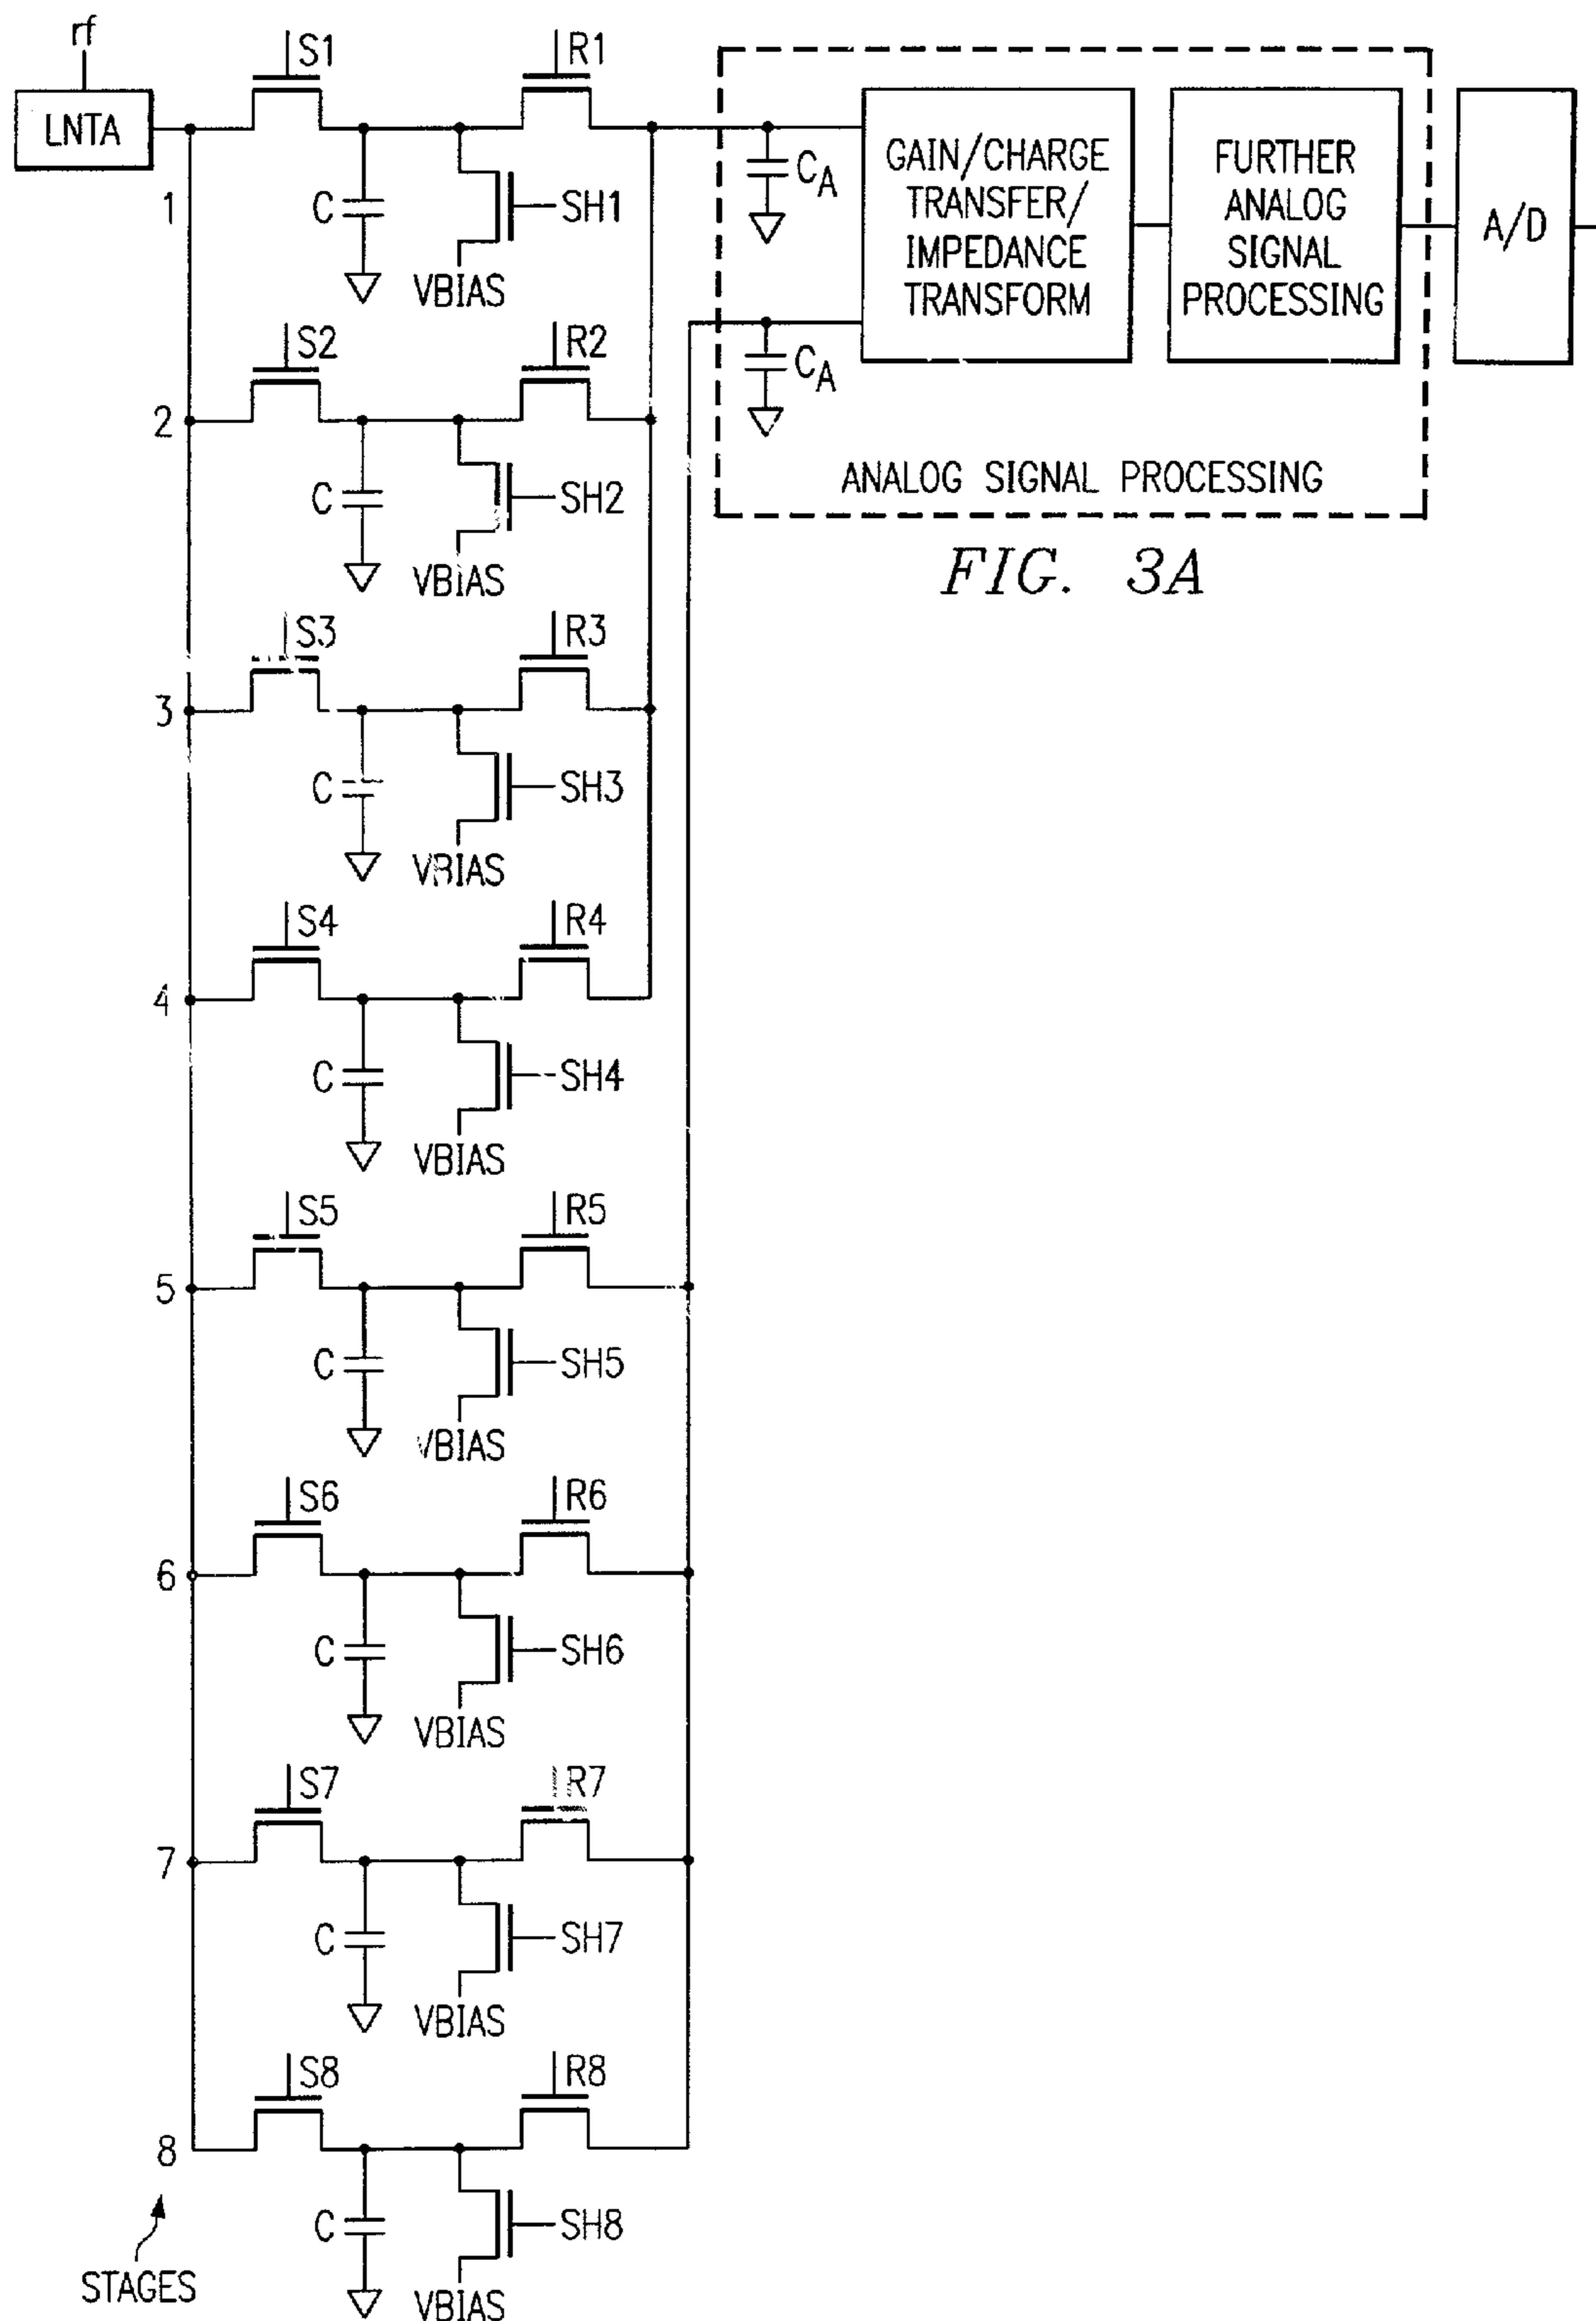 rf
LNTA
S1
R1
1
C
SH1
VBIAS
CA
GAIN/CHARGE
TRANSFER/
IMPEDANCE
TRANSFORM
FURTHER
ANALOG
SIGNAL
PROCESSING
A/D
CA
ANALOG SIGNAL PROCESSING
FIG. 3A
S2
R2
2
C
SH2
VBIAS
S3
R3
3
C
SH3
VBIAS
S4
R4
4
C
SH4
VBIAS
S5
R5
5
C
SH5
VBIAS
S6
R6
6
C
SH6
VBIAS
S7
R7
7
C
SH7
VBIAS
S8
R8
8
C
SH8
VBIAS
STAGES